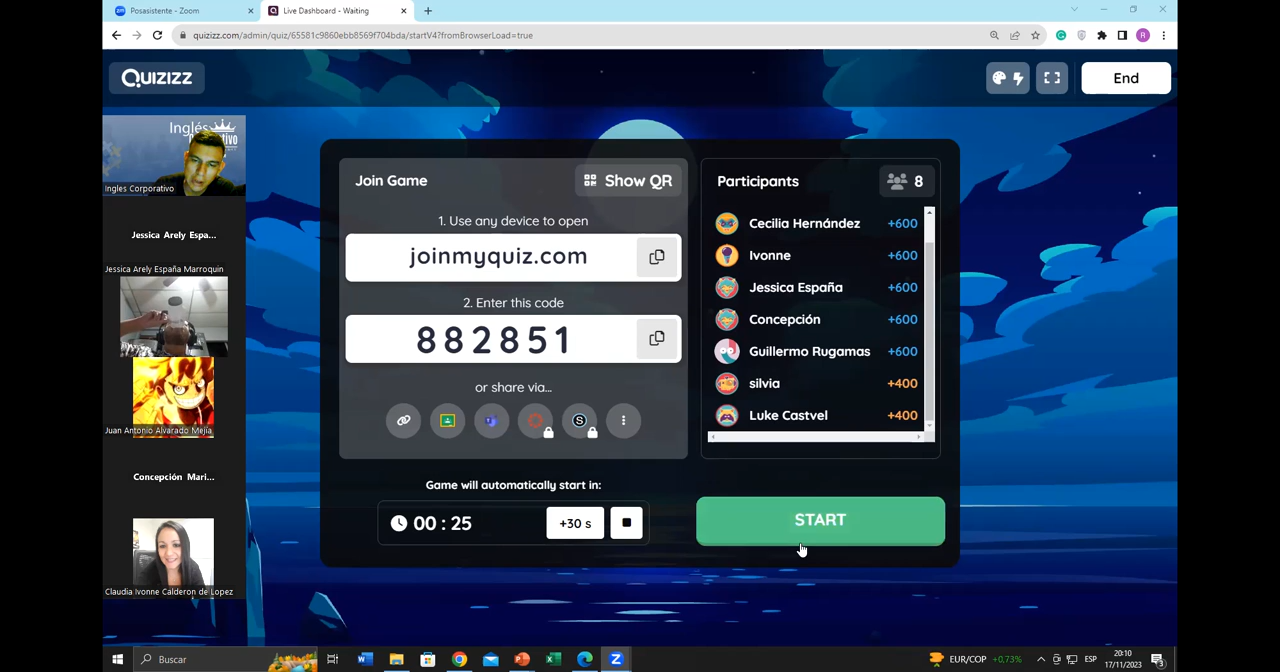 Posasistente - Zoom
Live Dashboard - Waiting
quizizz.com/admin/quiz/65581c9860ebb8569f704bda/startV4?fromBrowserLoad=true
R
QUIZIZZ
End
Inglés
Ingles Corporativo
Jessica Arely Espa...
Jessica Arely España Marroquin
Juan Antonio Alvarado Mejia
Concepción Mari...
Claudia Ivonne Calderon de Lopez
Join Game
Show QR
1. Use any device to open
joinmyquiz.com
2. Enter this code
882851
or share via...
S
Participants
8
Cecilia Hernández +600
Ivonne +600
Jessica España +600
Concepción +600
Guillermo Rugamas +600
silvia +400
Luke Castvel +400
Game will automatically start in:
00 : 25
+30 s
START
Buscar
EUR/COP +0.73%
ESP
20:10
17/11/2023